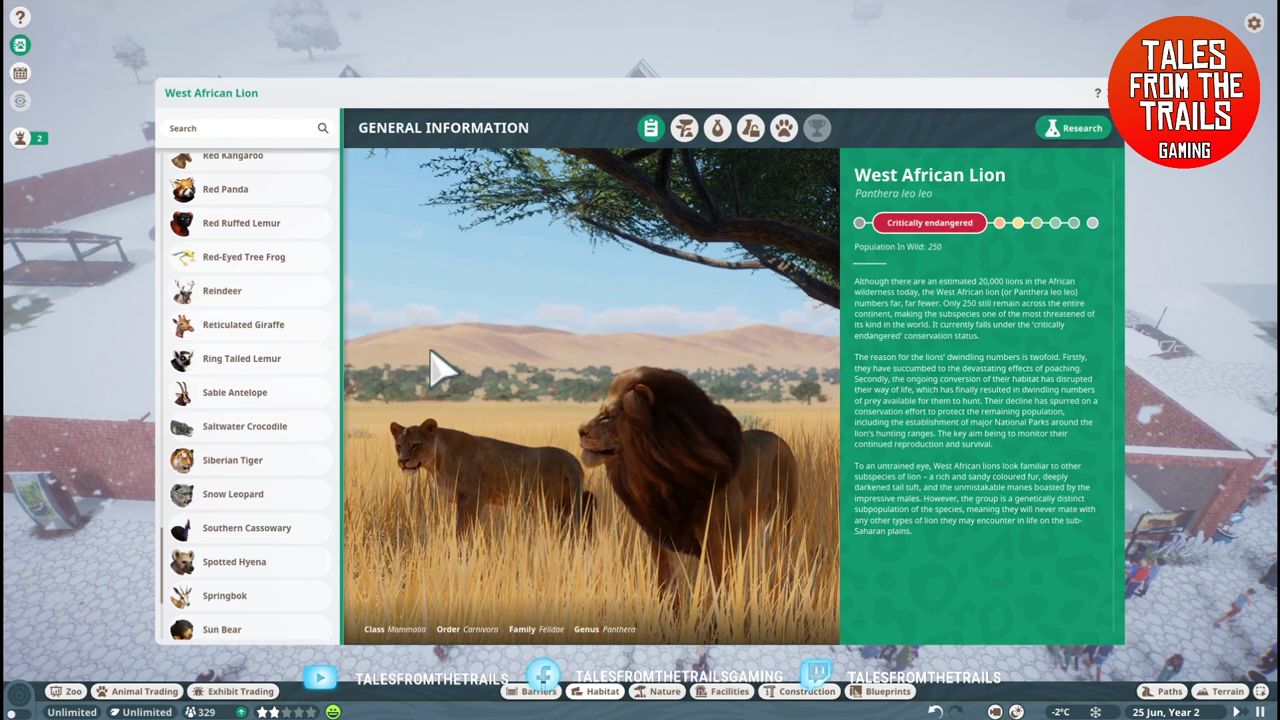 West African Lion
?
TALES
FROM THE
TRAILS
GAMING
Search
GENERAL INFORMATION
Research
2
Red Kangaroo
Red Panda
Red Ruffed Lemur
Red-Eyed Tree Frog
Reindeer
Reticulated Giraffe
Ring Tailed Lemur
Sable Antelope
Saltwater Crocodile
Siberian Tiger
Snow Leopard
Southern Cassowary
Spotted Hyena
Springbok
Sun Bear
West African Lion
Panthera leo leo
Critically endangered
Population In Wild: 250
Although there are an estimated 20,000 lions in the African
wilderness today, the West African lion (or Panthera leo leo)
numbers far, far fewer. Only 250 still remain across the entire
continent, making the subspecies one of the most threatened of
its kind in the world. It currently falls under the 'critically
endangered' conservation status.
The reason for the lions' dwindling numbers is twofold. Firstly,
they have succumbed to the devastating effects of poaching.
Secondly, the ongoing conversion of their habitat has disrupted
their way of life, which has finally resulted in dwindling numbers
of prey available for them to hunt. Their decline has spurred on a
conservation effort to protect the remaining population,
including the establishment of major National Parks around the
lion's hunting ranges. The key aim being to monitor their
continued reproduction and survival.
To an untrained eye, West African lions look familiar to other
subspecies of lion – a rich and sandy coloured fur, deeply
darkened tail tuft, and the unmistakable manes boasted by the
impressive males. However, the group is a genetically distinct
subpopulation of the species, meaning they will never mate with
any other types of lion they may encounter in life on the sub-
Saharan plains.
Class Mammalia Order Carnivora Family Felidae Genus Panthera
TALESFROMTHETRAILS TALESFROMTHETRAILSGAMING TALESFROMTHETRAILS
Zoo Animal Trading Exhibit Trading Barriers Habitat Nature Facilities Construction Blueprints Paths Terrain
Unlimited Unlimited 329 -2°C 25 Jun, Year 2